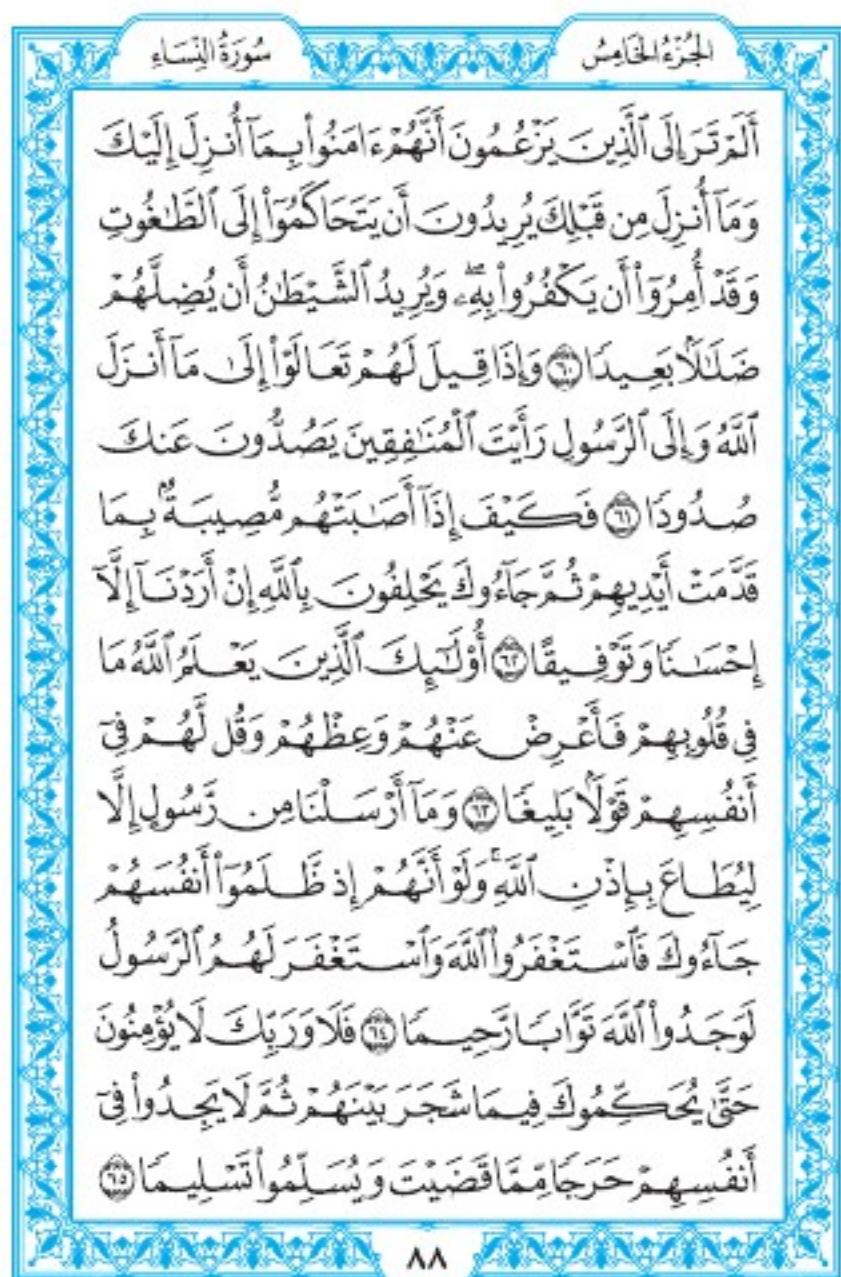 الجُزْءُ الخَامِسُ
سُورَةُ النِّسَاءِ
أَلَمْ تَرَ إِلَى ٱلَّذِينَ يَزْعُمُونَ أَنَّهُمْ ءَامَنُوا۟ بِمَآ أُنزِلَ إِلَيْكَ
وَمَآ أُنزِلَ مِن قَبْلِكَ يُرِيدُونَ أَن يَتَحَاكَمُوٓا۟ إِلَى ٱلطَّٰغُوتِ
وَقَدْ أُمِرُوٓا۟ أَن يَكْفُرُوا۟ بِهِۦۖ وَيُرِيدُ ٱلشَّيْطَٰنُ أَن يُضِلَّهُمْ
ضَلَٰلًۢا بَعِيدًا ۝٦٠ وَإِذَا قِيلَ لَهُمْ تَعَالَوْا۟ إِلَىٰ مَآ أَنزَلَ
ٱللَّهُ وَإِلَى ٱلرَّسُولِ رَأَيْتَ ٱلْمُنَٰفِقِينَ يَصُدُّونَ عَنكَ
صُدُودًا ۝٦١ فَكَيْفَ إِذَآ أَصَٰبَتْهُم مُّصِيبَةٌۢ بِمَا
قَدَّمَتْ أَيْدِيهِمْ ثُمَّ جَآءُوكَ يَحْلِفُونَ بِٱللَّهِ إِنْ أَرَدْنَآ إِلَّآ
إِحْسَٰنًا وَتَوْفِيقًا ۝٦٢ أُو۟لَٰٓئِكَ ٱلَّذِينَ يَعْلَمُ ٱللَّهُ مَا
فِى قُلُوبِهِمْ فَأَعْرِضْ عَنْهُمْ وَعِظْهُمْ وَقُل لَّهُمْ فِىٓ
أَنفُسِهِمْ قَوْلًۢا بَلِيغًا ۝٦٣ وَمَآ أَرْسَلْنَا مِن رَّسُولٍ إِلَّا
لِيُطَاعَ بِإِذْنِ ٱللَّهِۚ وَلَوْ أَنَّهُمْ إِذ ظَّلَمُوٓا۟ أَنفُسَهُمْ
جَآءُوكَ فَٱسْتَغْفَرُوا۟ ٱللَّهَ وَٱسْتَغْفَرَ لَهُمُ ٱلرَّسُولُ
لَوَجَدُوا۟ ٱللَّهَ تَوَّابًا رَّحِيمًا ۝٦٤ فَلَا وَرَبِّكَ لَا يُؤْمِنُونَ
حَتَّىٰ يُحَكِّمُوكَ فِيمَا شَجَرَ بَيْنَهُمْ ثُمَّ لَا يَجِدُوا۟ فِىٓ
أَنفُسِهِمْ حَرَجًا مِّمَّا قَضَيْتَ وَيُسَلِّمُوا۟ تَسْلِيمًا ۝٦٥
٨٨